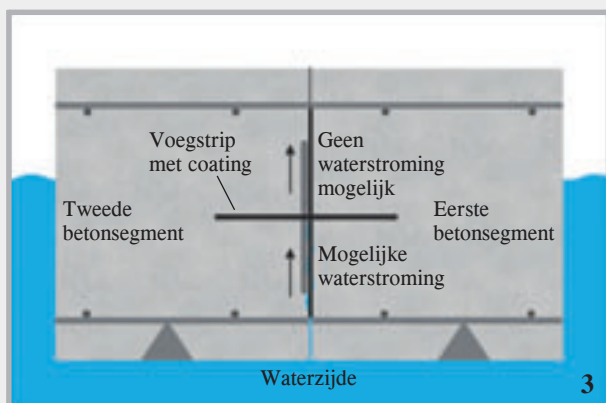 Voegstrip
met coating
Geen
waterstroming
mogelijk
Tweede
betonsegment
Eerste
betonsegment
Mogelijke
waterstroming
Waterzijde
3